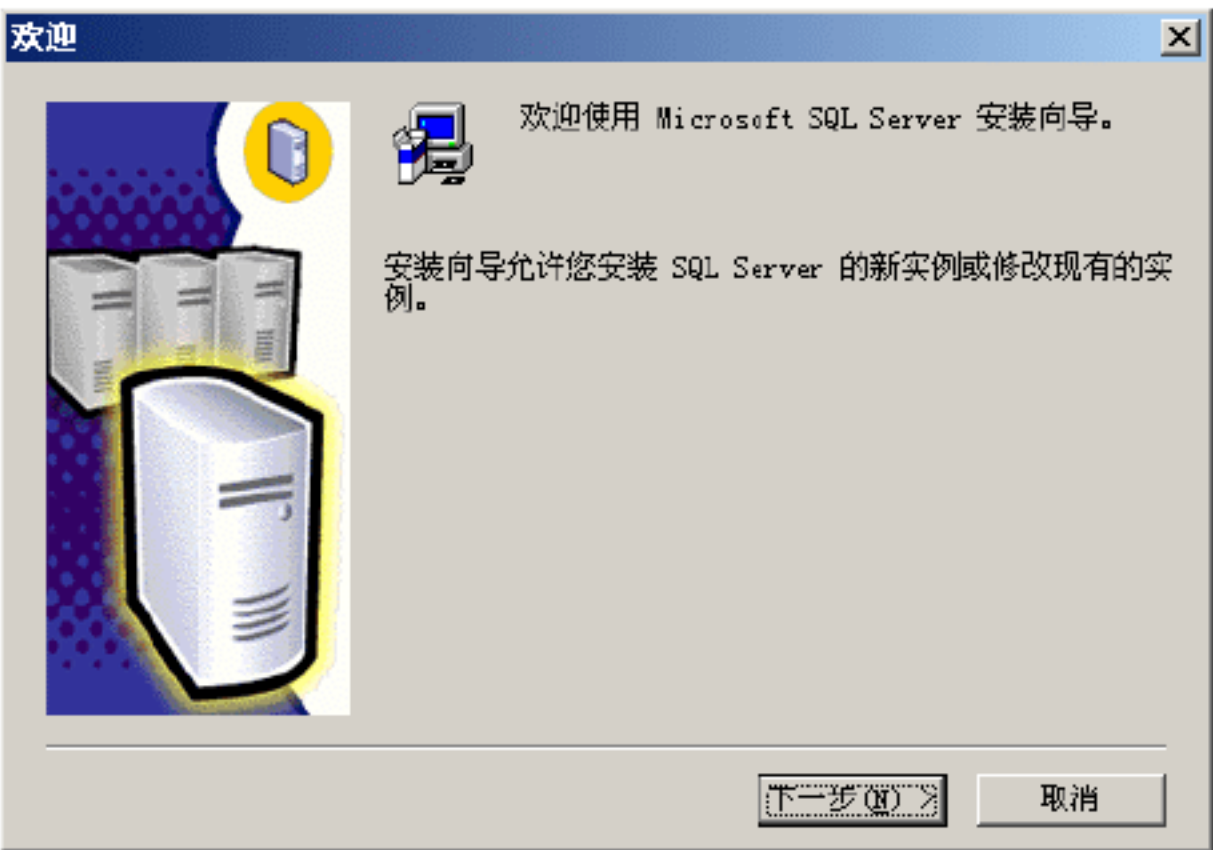 欢迎
欢迎使用 Microsoft SQL Server 安装向导。
安装向导允许您安装 SQL Server 的新实例或修改现有的实
例。
下一步(N) >
取消